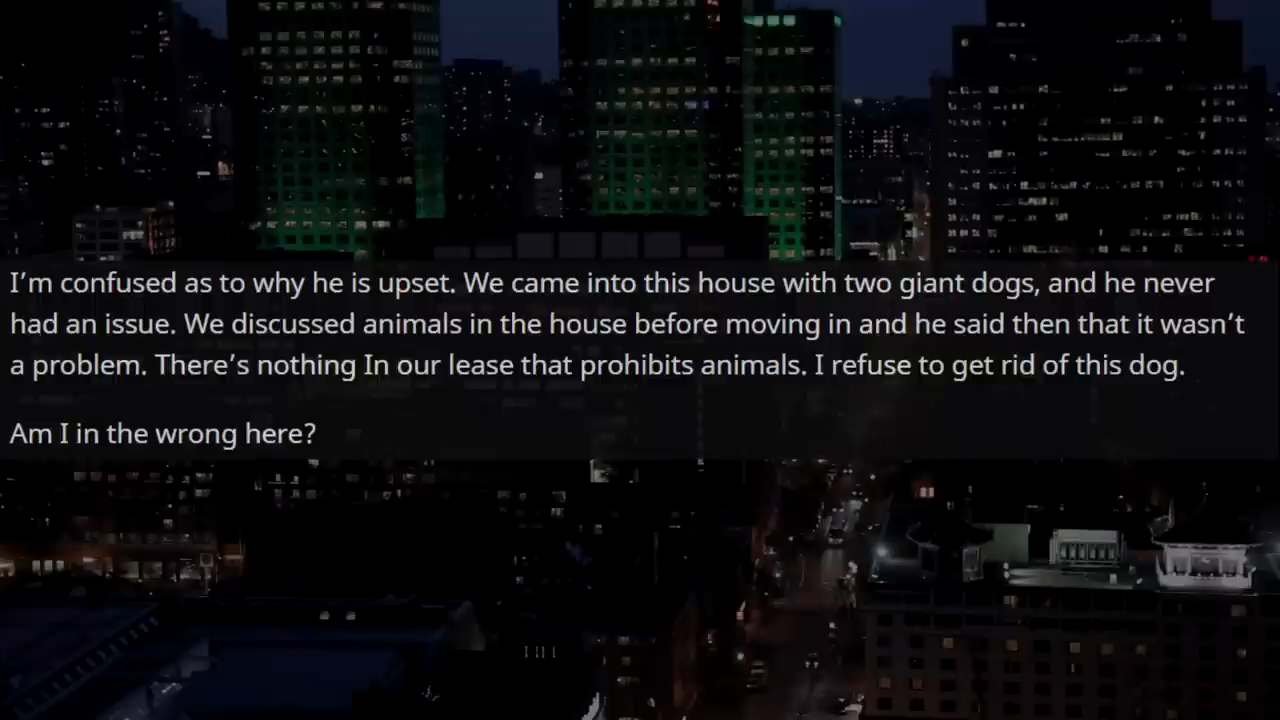 I’m confused as to why he is upset. We came into this house with two giant dogs, and he never
had an issue. We discussed animals in the house before moving in and he said then that it wasn’t
a problem. There’s nothing In our lease that prohibits animals. I refuse to get rid of this dog.
Am I in the wrong here?